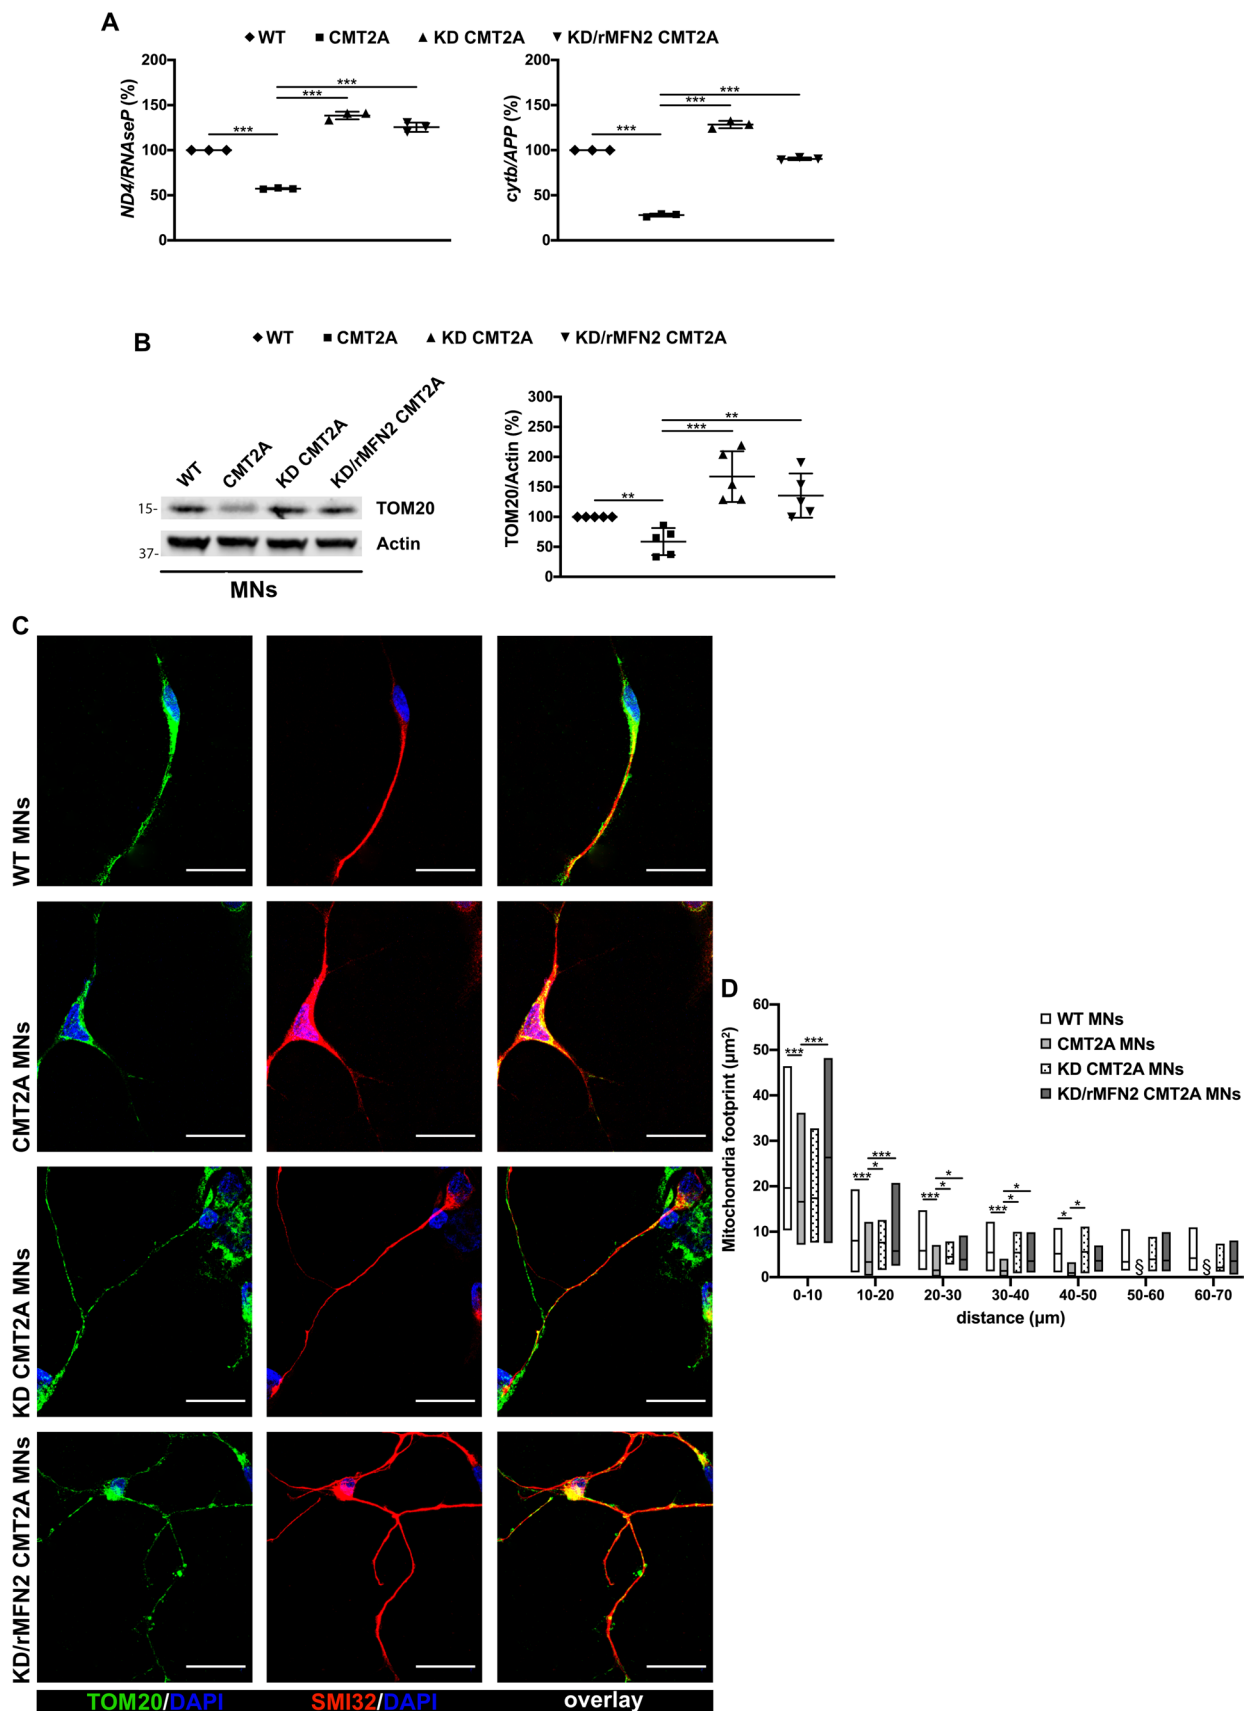 A
WT CMT2A KD CMT2A KD/rMFN2 CMT2A
ND4/RNAseP (%)
200
150
100
50
0
***
***
***
cytb/APP (%)
200
150
100
50
0
***
***
***
B
WT CMT2A KD CMT2A KD/rMFN2 CMT2A
WT
CMT2A
KD CMT2A
KD/rMFN2 CMT2A
15- TOM20
37- Actin
MNs
TOM20/Actin (%)
300
250
200
150
100
50
0
**
***
**
C
WT MNs
CMT2A MNs
KD CMT2A MNs
KD/rMFN2 CMT2A MNs
TOM20/DAPI SMI32/DAPI overlay
D
Mitochondria footprint (µm²)
60
50
40
30
20
10
0
WT MNs
CMT2A MNs
KD CMT2A MNs
KD/rMFN2 CMT2A MNs
*** ***
***
*** *
*
*** *
*
*** *
* *
§ §
0-10 10-20 20-30 30-40 40-50 50-60 60-70
distance (µm)